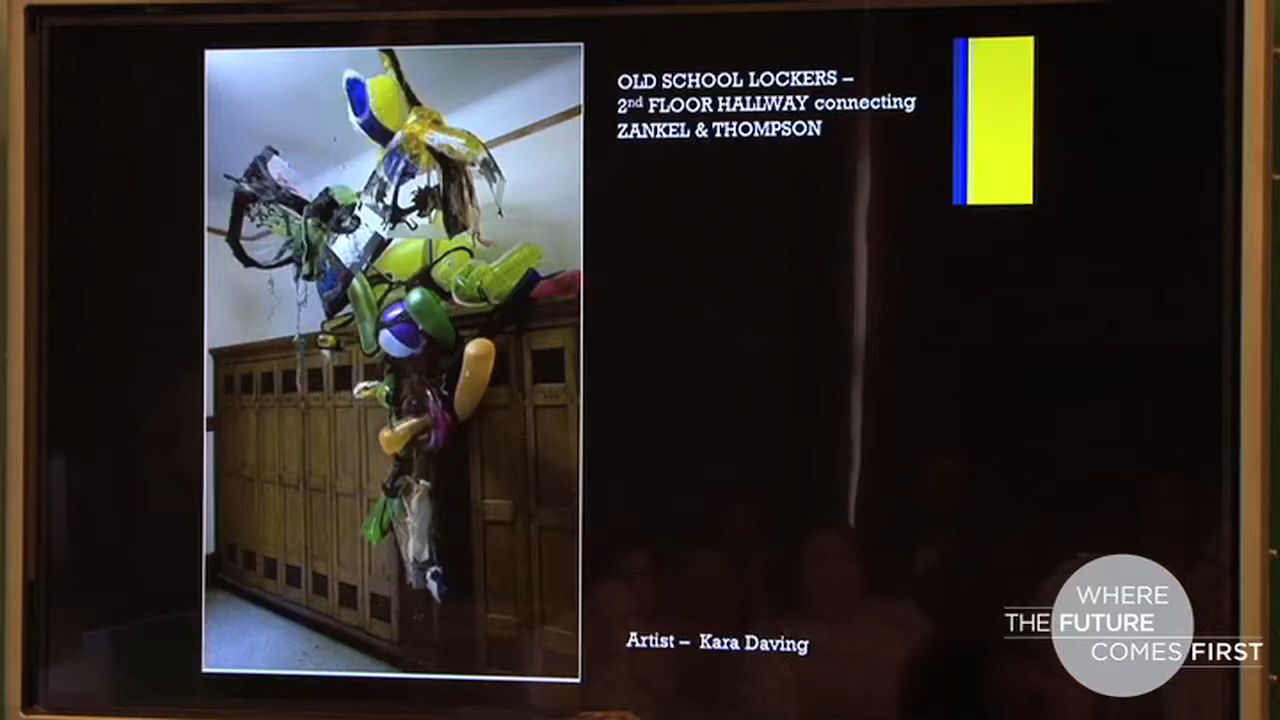 OLD SCHOOL LOCKERS –
2nd FLOOR HALLWAY connecting
ZANKEL & THOMPSON
Artist – Kara Daving
WHERE
THE FUTURE
COMES FIRST